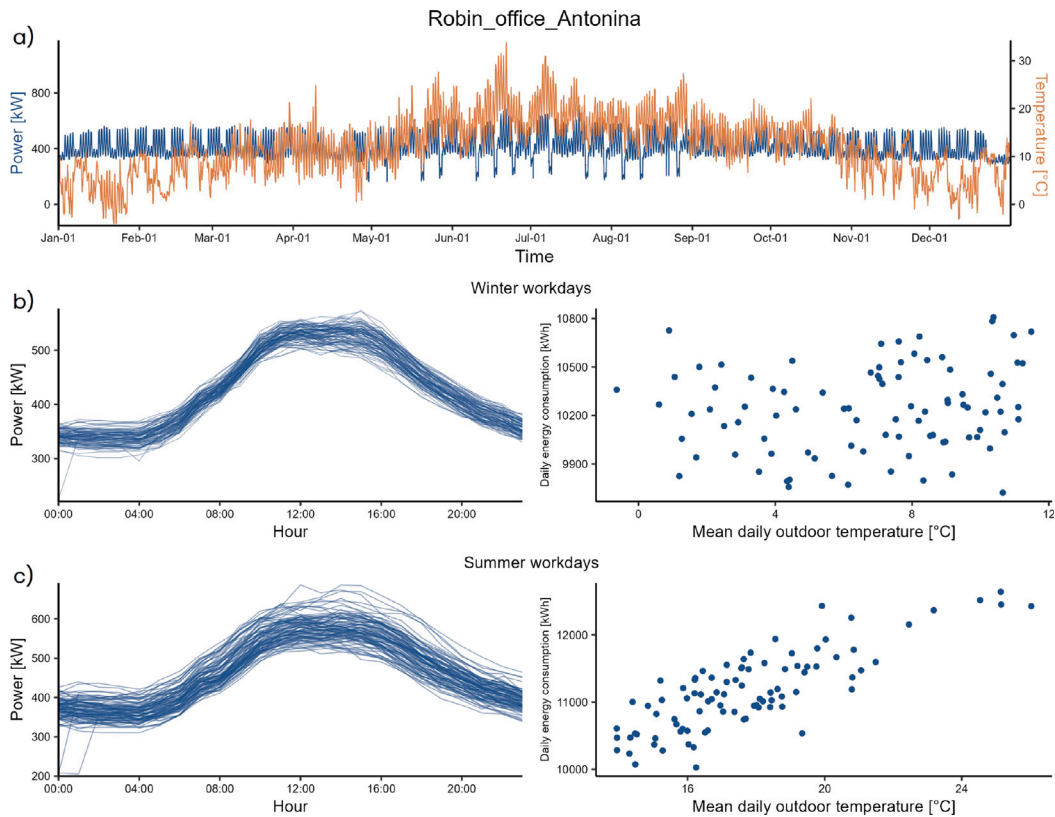 Robin_office_Antonina
a)
Power [kW]
800
400
0
Temperature [°C]
30
20
10
0
Jan-01 Feb-01 Mar-01 Apr-01 May-01 Jun-01 Jul-01 Aug-01 Sep-01 Oct-01 Nov-01 Dec-01
Time
b)
Winter workdays
Power [kW]
500
400
300
00:00 04:00 08:00 12:00 16:00 20:00
Hour
Daily energy consumption [kWh]
10800
10500
10200
9900
0 4 8 12
Mean daily outdoor temperature [°C]
c)
Summer workdays
Power [kW]
600
500
400
300
200
00:00 04:00 08:00 12:00 16:00 20:00
Hour
Daily energy consumption [kWh]
12000
11000
10000
16 20 24
Mean daily outdoor temperature [°C]